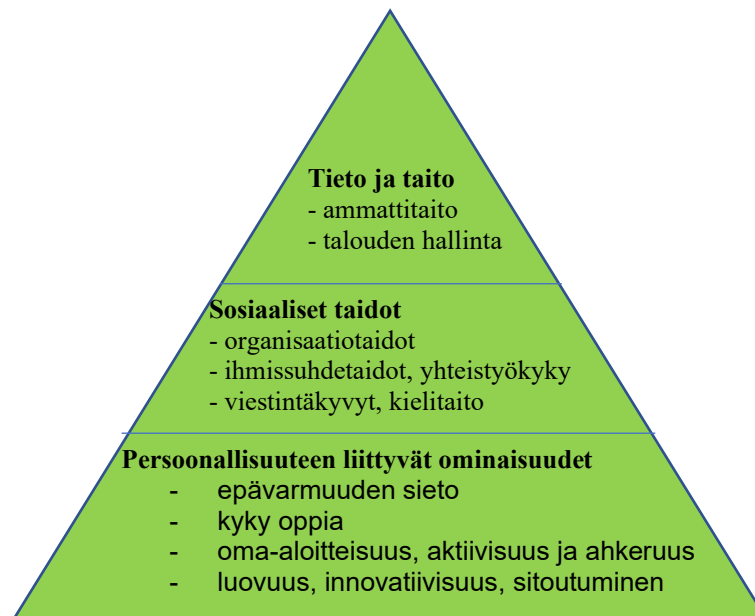 Tieto ja taito
- ammattitaito
- talouden hallinta
Sosiaaliset taidot
- organisaatiotaidot
- ihmissuhdetaidot, yhteistyökyky
- viestintäkyvyt, kielitaito
Persoonallisuuteen liittyvät ominaisuudet
- epävarmuuden sieto
- kyky oppia
- oma-aloitteisuus, aktiivisuus ja ahkeruus
- luovuus, innovatiivisuus, sitoutuminen